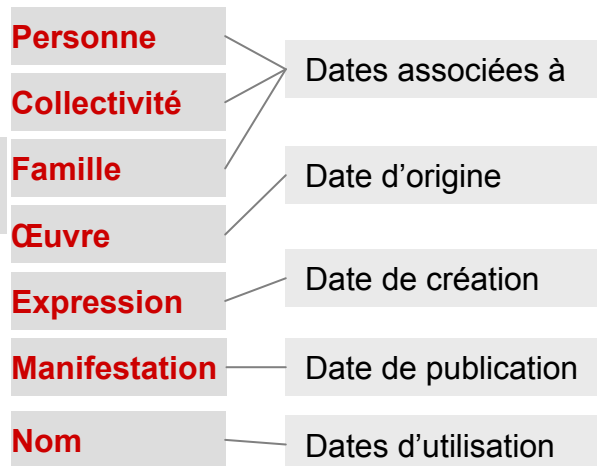 Personne
Collectivité
Famille
Œuvre
Expression
Manifestation
Nom
Dates associées à
Date d’origine
Date de création
Date de publication
Dates d’utilisation